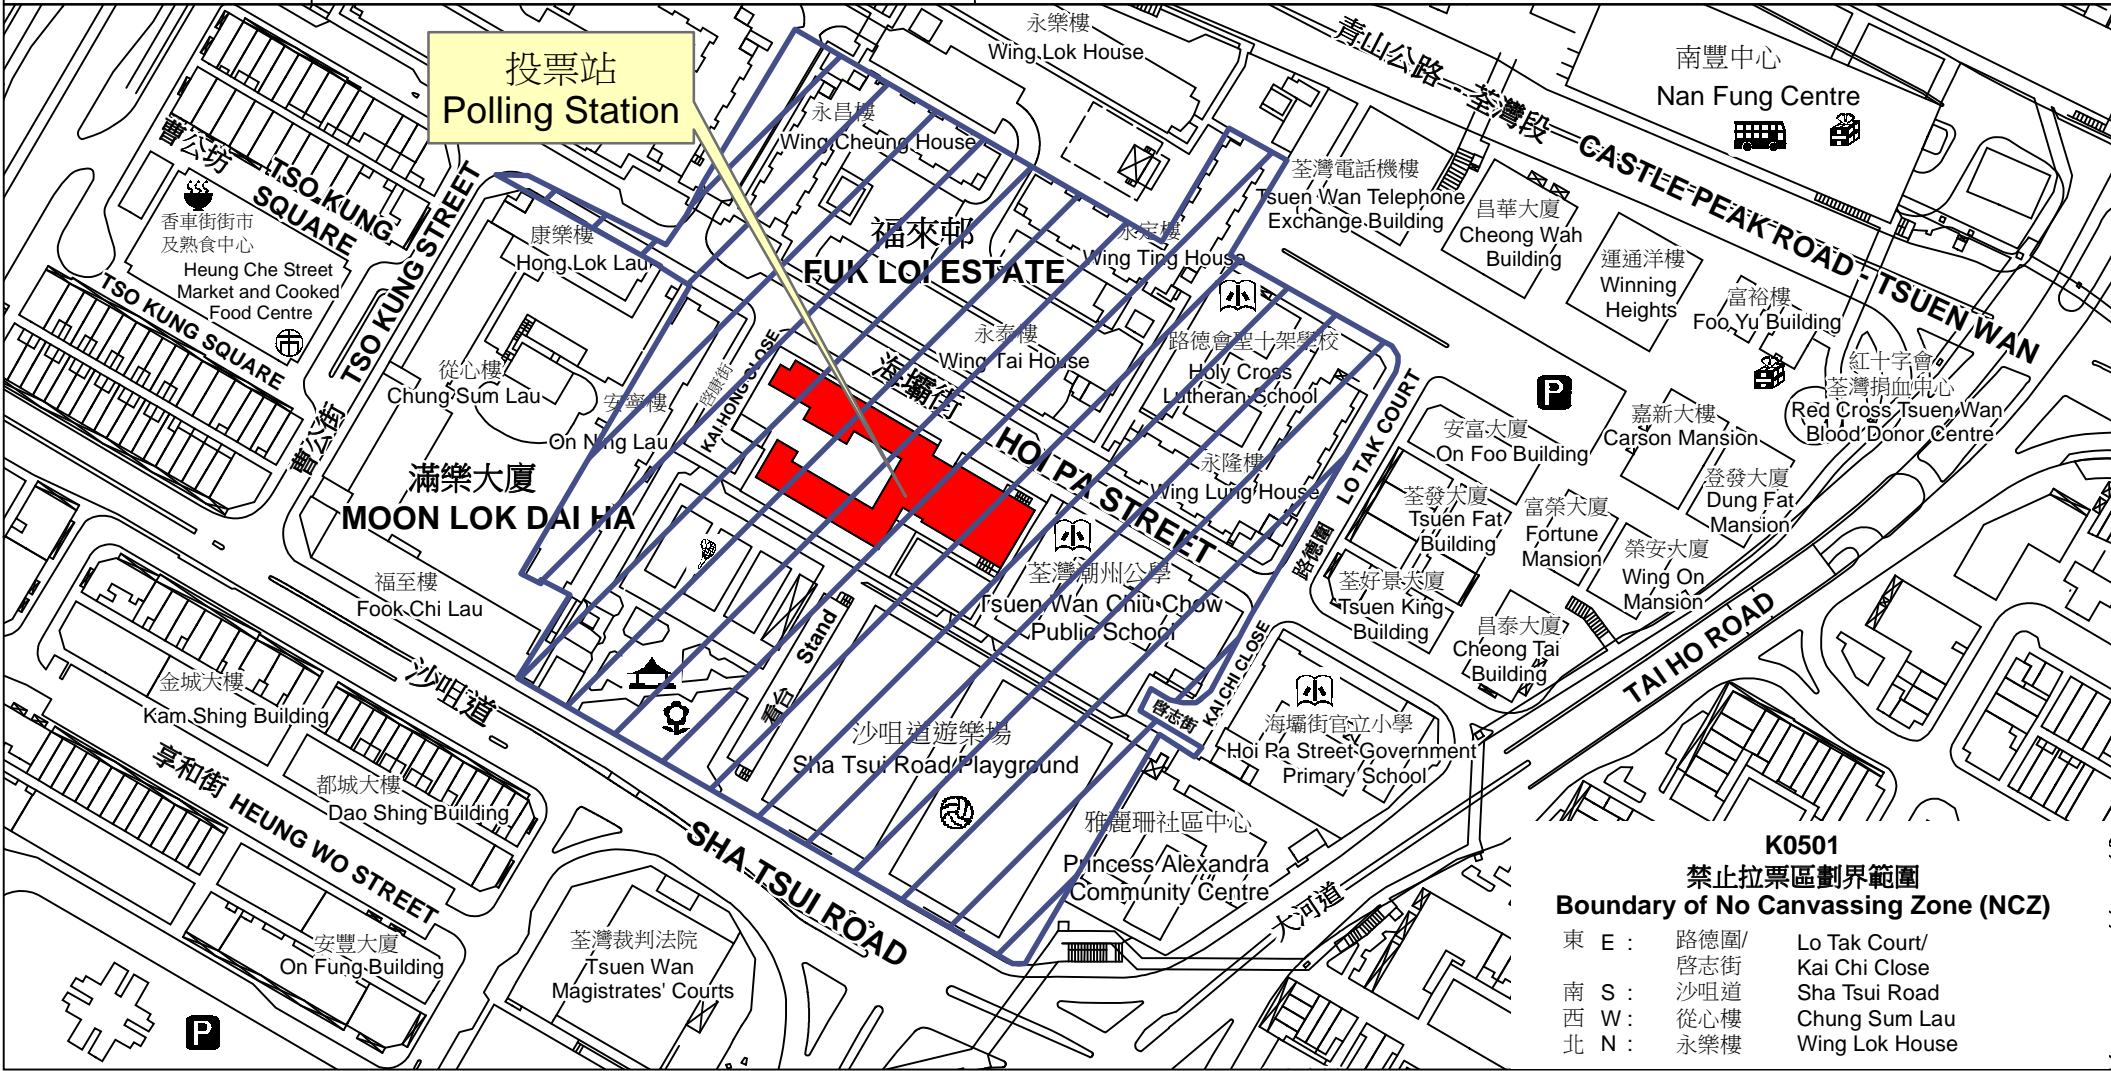 永樂樓
Wing Lok House
青山公路－荃灣段
CASTLE PEAK ROAD - TSUEN WAN
南豐中心
Nan Fung Centre
投票站
Polling Station
永昌樓
Wing Cheung House
曹公坊
TSO KUNG
SQUARE
香車街街市
及熟食中心
Heung Che Street
Market and Cooked
Food Centre
TSO KUNG STREET
TSO KUNG SQUARE
曹公街
康樂樓
Hong Lok Lau
福來邨
FUK LOI ESTATE
永定樓
Wing Ting House
荃灣電話機樓
Tsuen Wan Telephone
Exchange Building
昌華大廈
Cheong Wah
Building
運通洋樓
Winning
Heights
富裕樓
Foo Yu Building
紅十字會
荃灣捐血中心
Red Cross Tsuen Wan
Blood Donor Centre
小
路德會聖十架學校
Holy Cross
Lutheran School
永泰樓
Wing Tai House
海壩街
HOI PA STREET
啓康街
KAI HONG CLOSE
從心樓
Chung Sum Lau
安寧樓
On Ning Lau
滿樂大廈
MOON LOK DAI HA
福至樓
Fook Chi Lau
永隆樓
Wing Lung House
路德圍
LO TAK COURT
P
安富大廈
On Foo Building
嘉新大樓
Carson Mansion
登發大廈
Dung Fat
Mansion
荃發大廈
Tsuen Fat
Building
富榮大廈
Fortune
Mansion
榮安大廈
Wing On
Mansion
荃好景大廈
Tsuen King
Building
昌泰大廈
Cheong Tai
Building
TAI HO ROAD
大河道
小
荃灣潮州公學
Tsuen Wan Chiu Chow
Public School
看台
Stand
沙咀道遊樂場
Sha Tsui Road Playground
啓志街
KAI CHI CLOSE
小
海壩街官立小學
Hoi Pa Street Government
Primary School
雅麗珊社區中心
Princess Alexandra
Community Centre
沙咀道
SHA TSUI ROAD
金城大樓
Kam Shing Building
都城大樓
Dao Shing Building
享和街
HEUNG WO STREET
安豐大廈
On Fung Building
荃灣裁判法院
Tsuen Wan
Magistrates' Courts
P
K0501
禁止拉票區劃界範圍
Boundary of No Canvassing Zone (NCZ)
東 E : 路德圍/ Lo Tak Court/
啓志街 Kai Chi Close
南 S : 沙咀道 Sha Tsui Road
西 W : 從心樓 Chung Sum Lau
北 N : 永樂樓 Wing Lok House